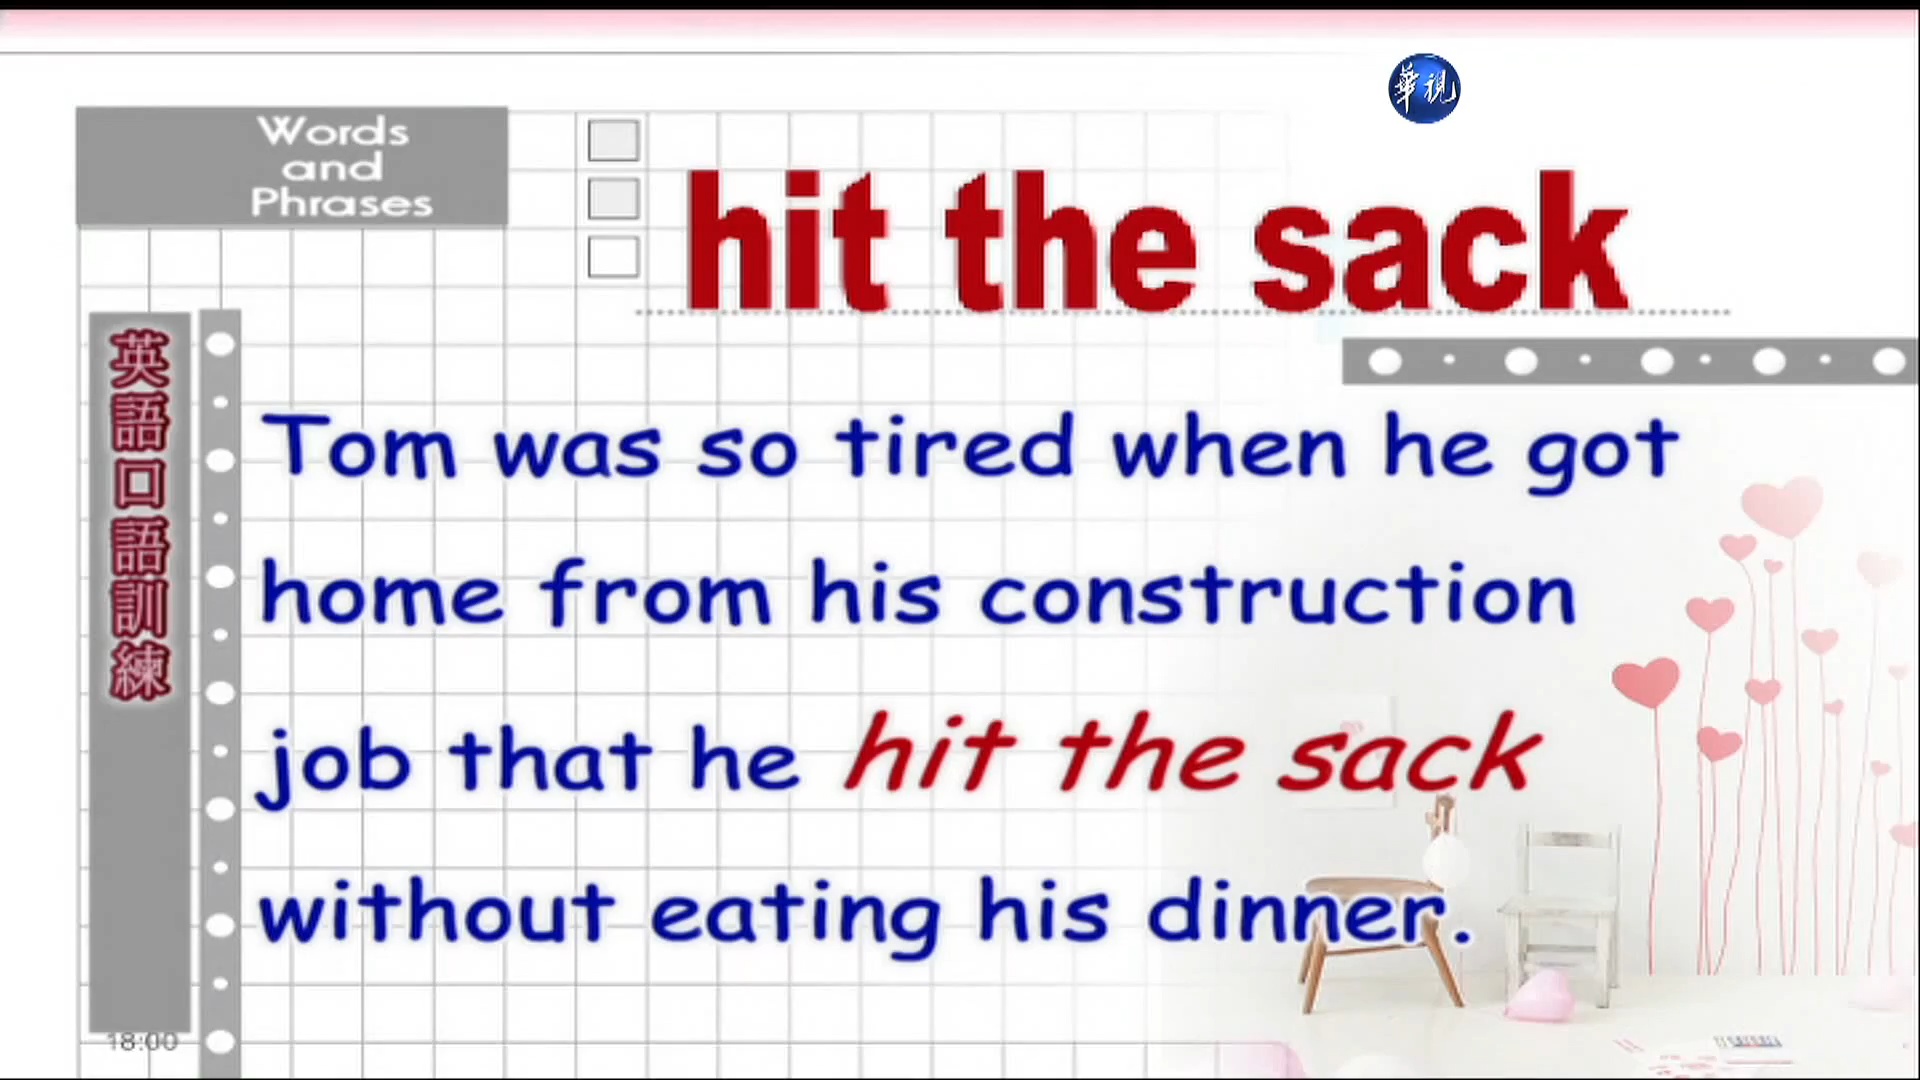 華視
Words
and
Phrases
hit the sack
英語口語訓練
Tom was so tired when he got
home from his construction
job that he hit the sack
without eating his dinner.
18:00